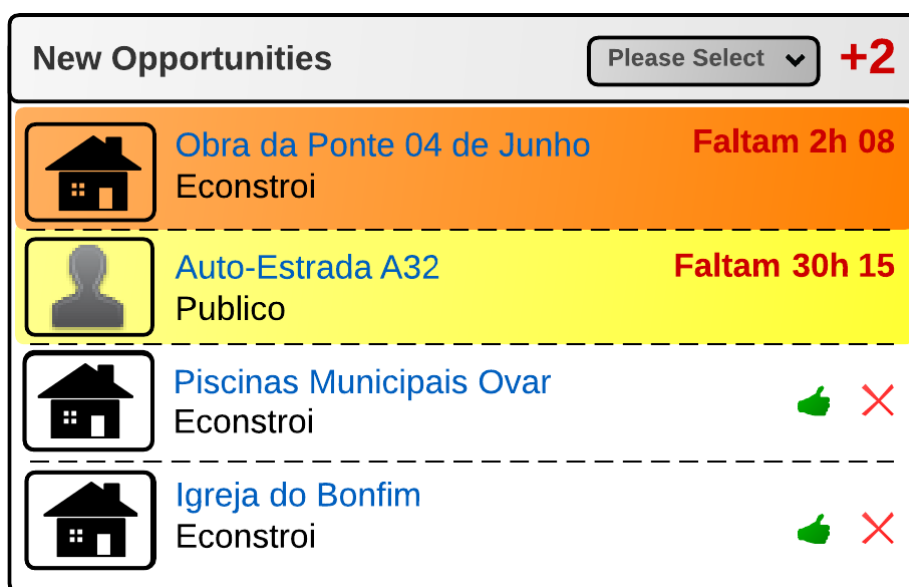 New Opportunities
Please Select
+2
Obra da Ponte 04 de Junho
Faltam 2h 08
Econstroi
Auto-Estrada A32
Faltam 30h 15
Publico
Piscinas Municipais Ovar
Econstroi
Igreja do Bonfim
Econstroi